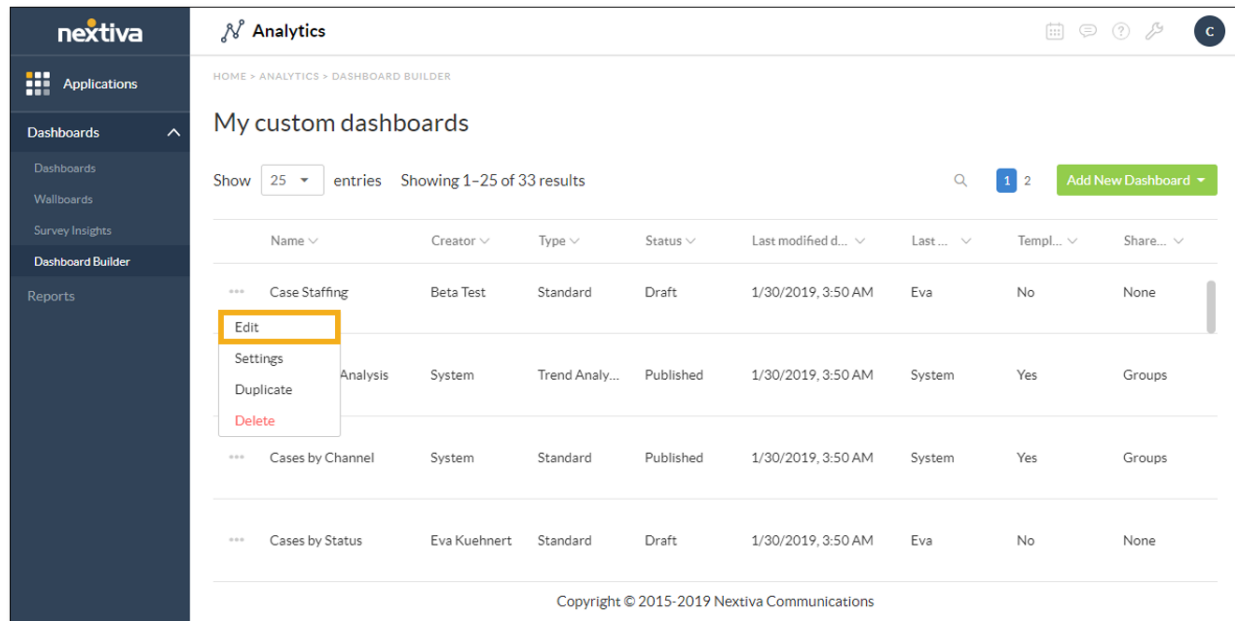 nextiva
Analytics
C
Applications
HOME > ANALYTICS > DASHBOARD BUILDER
Dashboards
My custom dashboards
Dashboards
Wallboards
Survey Insights
Dashboard Builder
Reports
Show 25 entries Showing 1–25 of 33 results 1 2 Add New Dashboard
Name Creator Type Status Last modified d... Last ... Templ... Share...
Case Staffing Beta Test Standard Draft 1/30/2019, 3:50 AM Eva No None
Edit
Settings
Analysis System Trend Analy... Published 1/30/2019, 3:50 AM System Yes Groups
Duplicate
Delete
Cases by Channel System Standard Published 1/30/2019, 3:50 AM System Yes Groups
Cases by Status Eva Kuehnert Standard Draft 1/30/2019, 3:50 AM Eva No None
Copyright © 2015-2019 Nextiva Communications